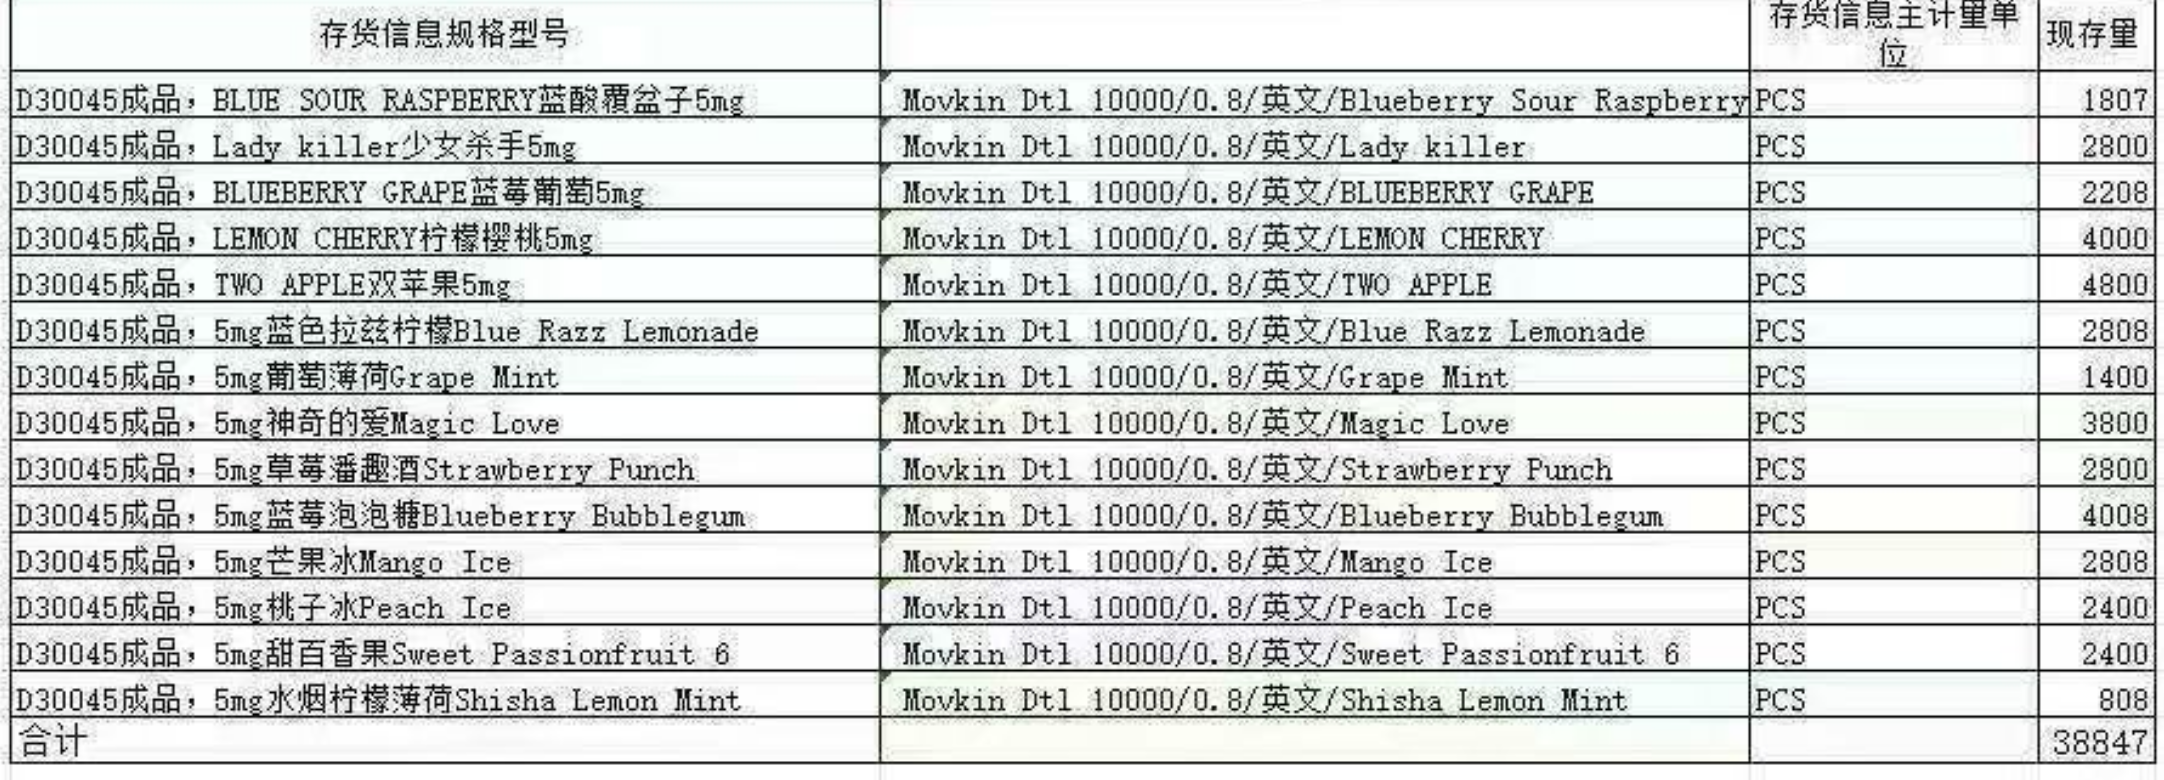 存货信息规格型号 存货信息主计量单位 现存量
D30045成品，BLUE SOUR RASPBERRY蓝酸覆盆子5mg Movkin Dtl 10000/0.8/英文/Blueberry Sour Raspberry PCS 1807
D30045成品，Lady killer少女杀手5mg Movkin Dtl 10000/0.8/英文/Lady killer PCS 2800
D30045成品，BLUEBERRY GRAPE蓝莓葡萄5mg Movkin Dtl 10000/0.8/英文/BLUEBERRY GRAPE PCS 2208
D30045成品，LEMON CHERRY柠檬樱桃5mg Movkin Dtl 10000/0.8/英文/LEMON CHERRY PCS 4000
D30045成品，TWO APPLE双苹果5mg Movkin Dtl 10000/0.8/英文/TWO APPLE PCS 4800
D30045成品，5mg蓝色拉兹柠檬Blue Razz Lemonade Movkin Dtl 10000/0.8/英文/Blue Razz Lemonade PCS 2808
D30045成品，5mg葡萄薄荷Grape Mint Movkin Dtl 10000/0.8/英文/Grape Mint PCS 1400
D30045成品，5mg神奇的爱Magic Love Movkin Dtl 10000/0.8/英文/Magic Love PCS 3800
D30045成品，5mg草莓潘趣酒Strawberry Punch Movkin Dtl 10000/0.8/英文/Strawberry Punch PCS 2800
D30045成品，5mg蓝莓泡泡糖Blueberry Bubblegum Movkin Dtl 10000/0.8/英文/Blueberry Bubblegum PCS 4008
D30045成品，5mg芒果冰Mango Ice Movkin Dtl 10000/0.8/英文/Mango Ice PCS 2808
D30045成品，5mg桃子冰Peach Ice Movkin Dtl 10000/0.8/英文/Peach Ice PCS 2400
D30045成品，5mg甜百香果Sweet Passionfruit 6 Movkin Dtl 10000/0.8/英文/Sweet Passionfruit 6 PCS 2400
D30045成品，5mg水烟柠檬薄荷Shisha Lemon Mint Movkin Dtl 10000/0.8/英文/Shisha Lemon Mint PCS 808
合计 38847